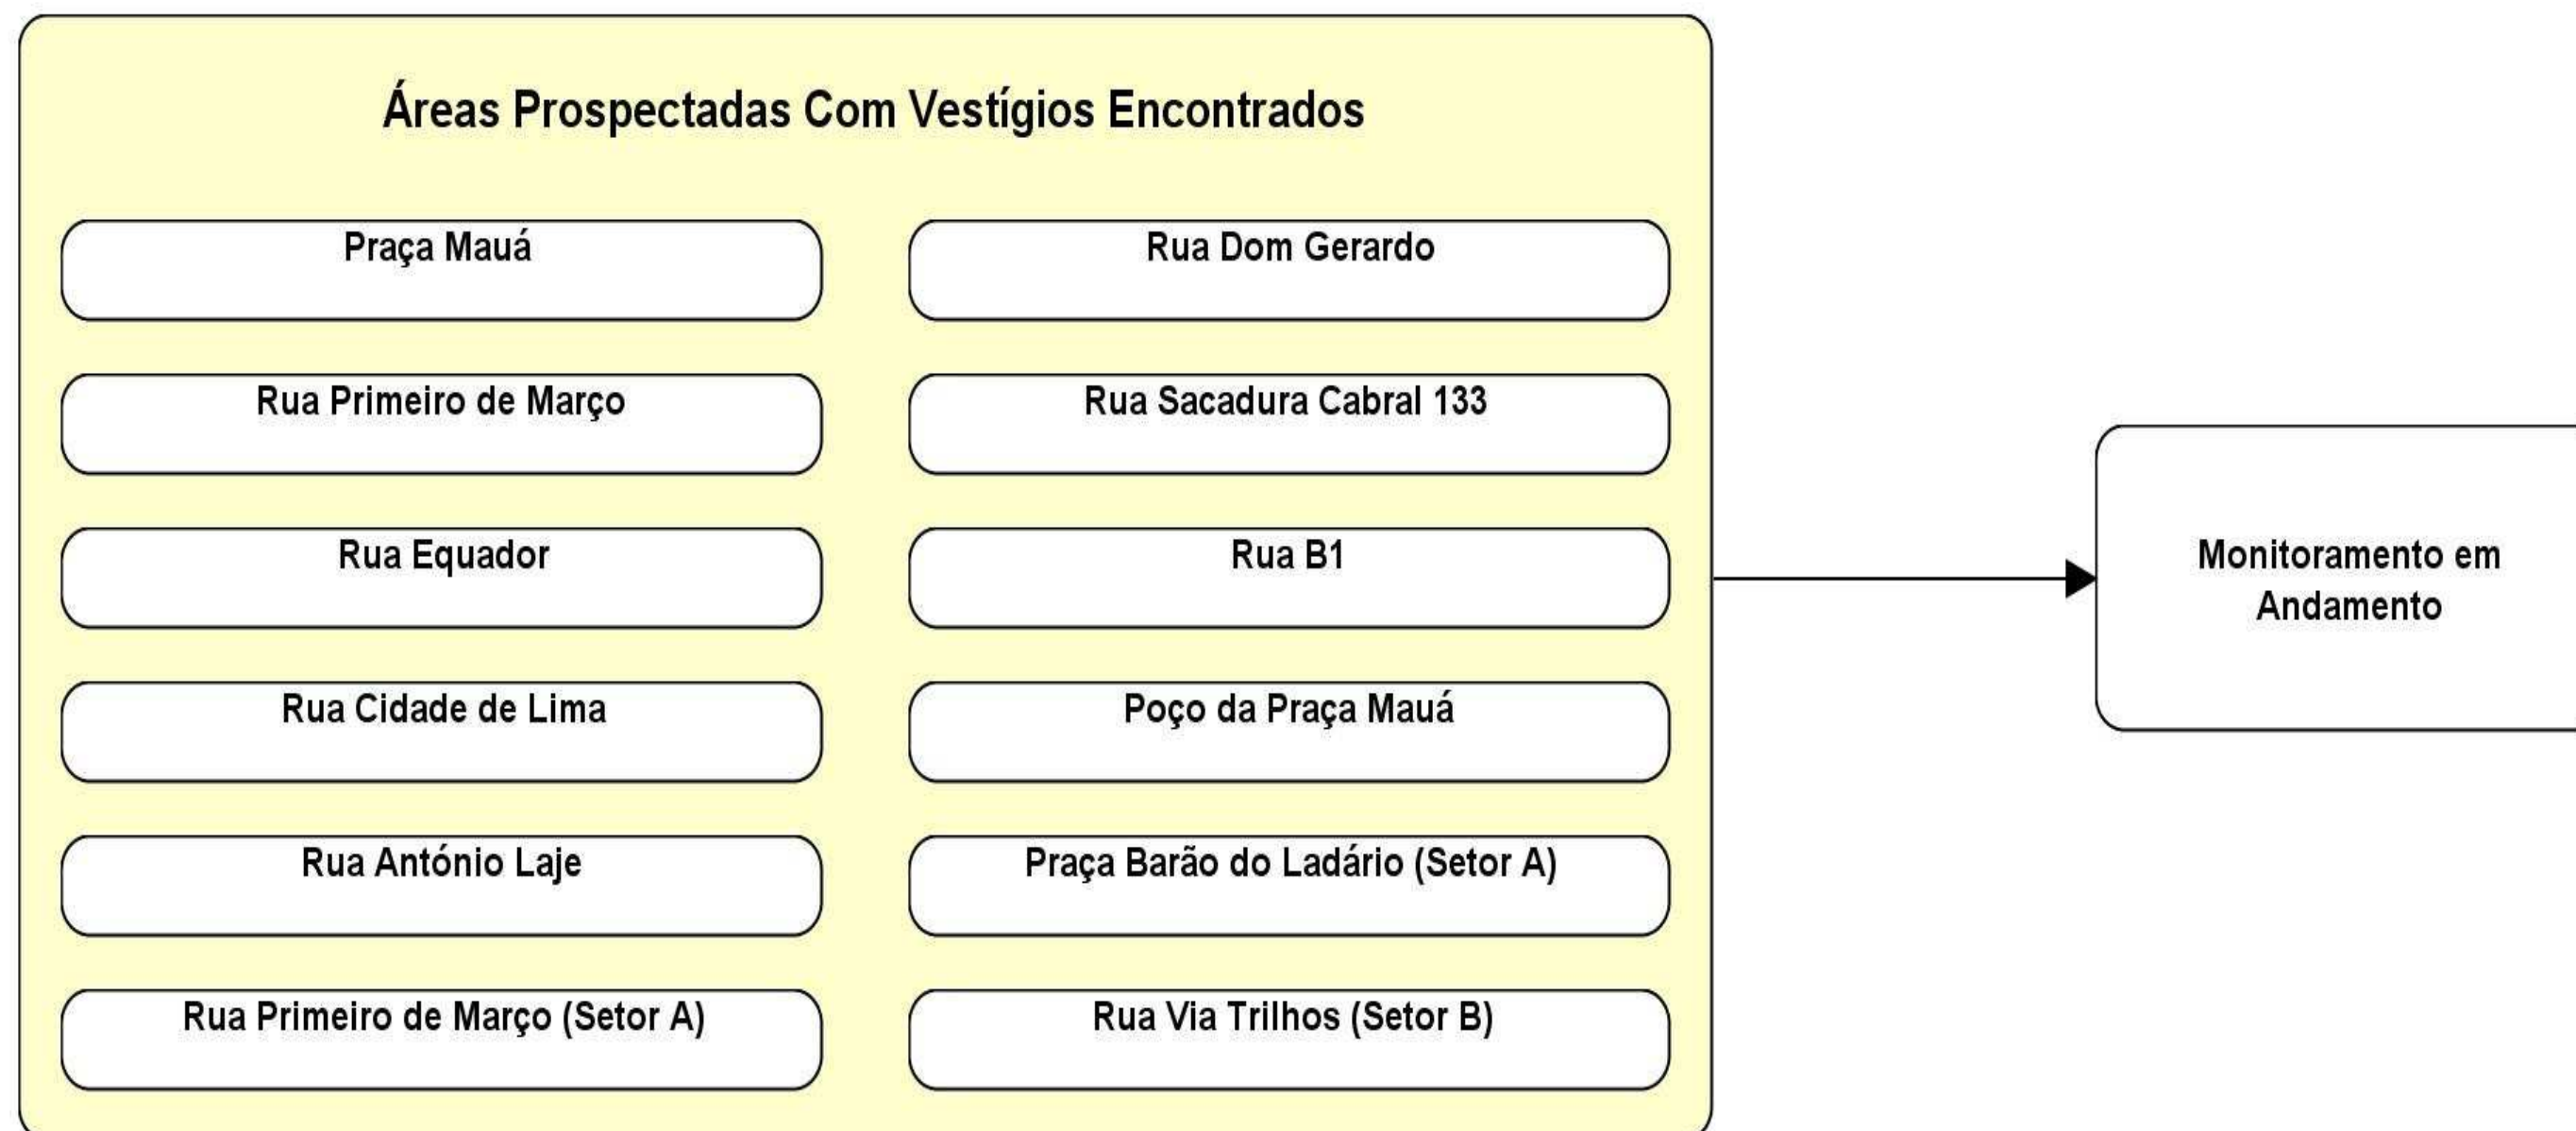 Áreas Prospectadas Com Vestígios Encontrados
Praça Mauá
Rua Dom Gerardo
Rua Primeiro de Março
Rua Sacadura Cabral 133
Rua Equador
Rua B1
Rua Cidade de Lima
Poço da Praça Mauá
Rua António Laje
Praça Barão do Ladário (Setor A)
Rua Primeiro de Março (Setor A)
Rua Via Trilhos (Setor B)
Monitoramento em
Andamento